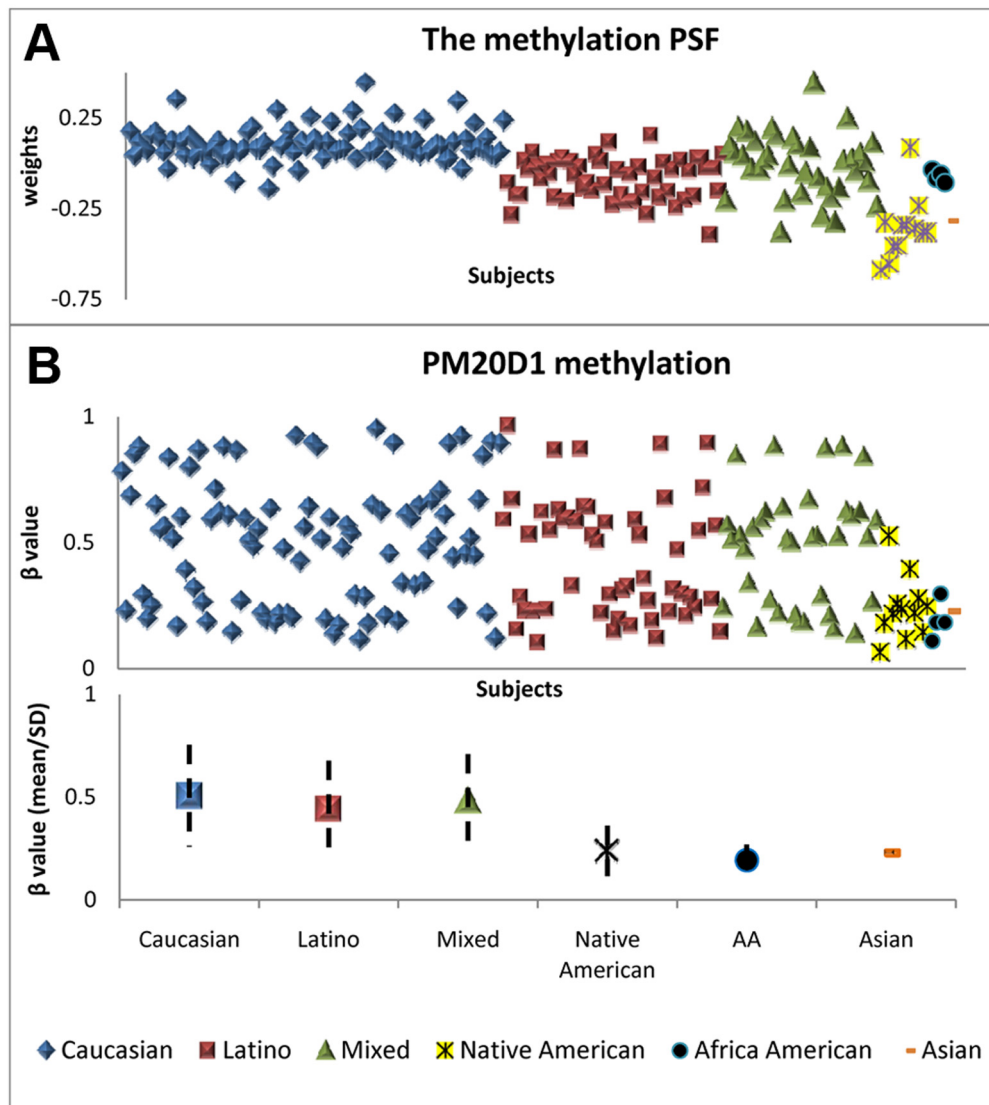 A
The methylation PSF
0.25
-0.25
-0.75
weights
Subjects
B
PM20D1 methylation
1
0.5
0
β value
Subjects
1
0.5
0
β value (mean/SD)
Caucasian
Latino
Mixed
Native
American
AA
Asian
Caucasian
Latino
Mixed
Native American
Africa American
Asian